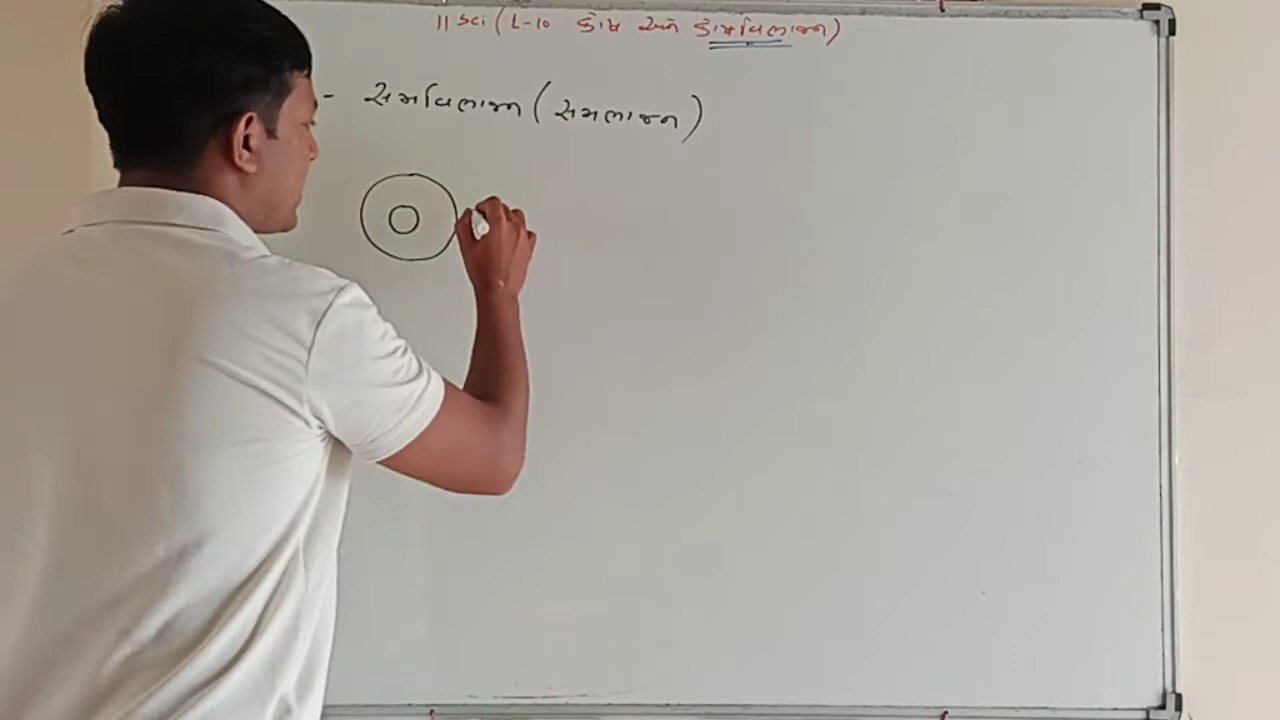 11 sci ( L-10 કોષ અને કોષવિભાજન )
- સમવિભાજન ( સમભાજન )